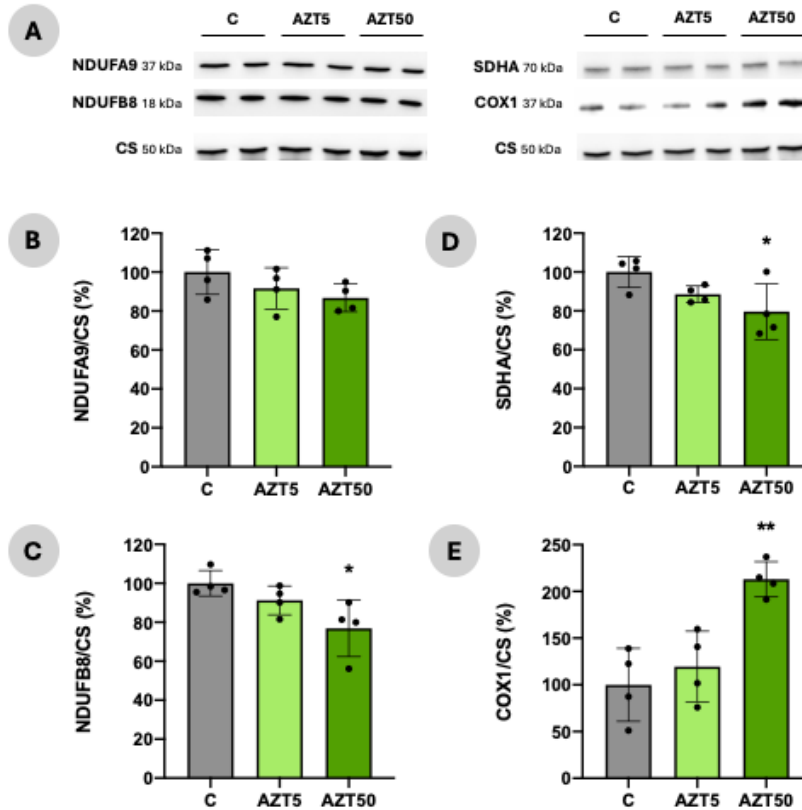 A
C AZT5 AZT50
NDUFA9 37 kDa
NDUFB8 18 kDa
CS 50 kDa
C AZT5 AZT50
SDHA 70 kDa
COX1 37 kDa
CS 50 kDa
B
NDUFA9/CS (%)
120
100
80
60
40
20
0
C AZT5 AZT50
D
SDHA/CS (%)
120
100
80
60
40
20
0
*
C AZT5 AZT50
C
NDUFB8/CS (%)
120
100
80
60
40
20
0
*
C AZT5 AZT50
E
COX1/CS (%)
250
200
150
100
50
0
**
C AZT5 AZT50